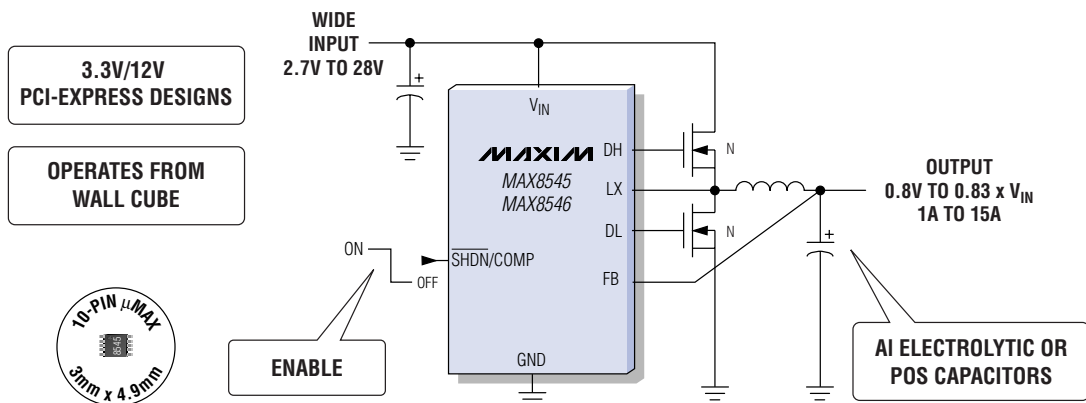 3.3V/12V
PCI-EXPRESS DESIGNS
OPERATES FROM
WALL CUBE
10-PIN µMAX
8545
3mm x 4.9mm
WIDE
INPUT
2.7V TO 28V
+
VIN
MAXIM
MAX8545
MAX8546
DH
LX
DL
FB
SHDN/COMP
GND
ON
OFF
ENABLE
N
N
OUTPUT
0.8V TO 0.83 x VIN
1A TO 15A
+
Al ELECTROLYTIC OR
POS CAPACITORS